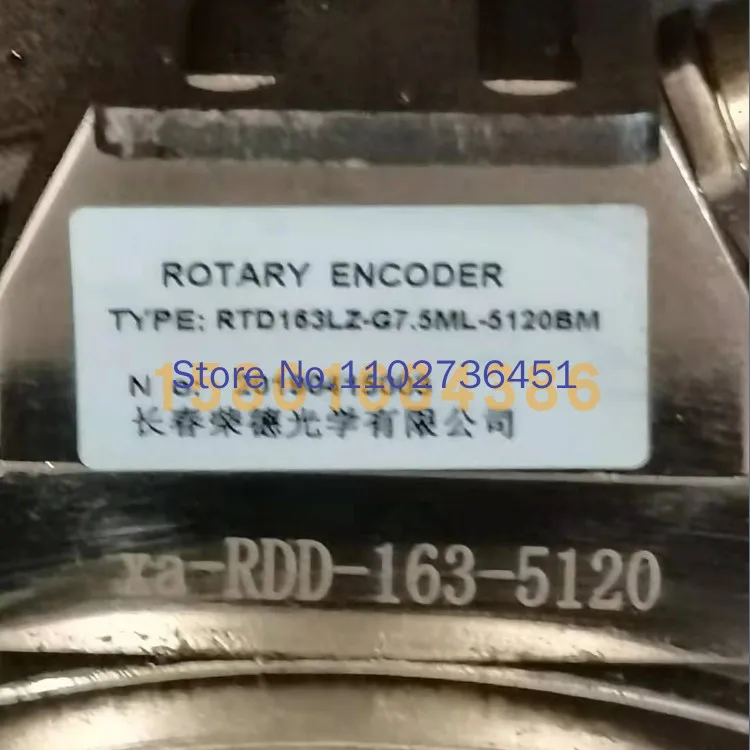 ROTARY ENCODER
TYPE: RTD163LZ-G7.5ML-5120BM
Store No.:1102736451
长春荣德光学有限公司
xa-RDD-163-5120